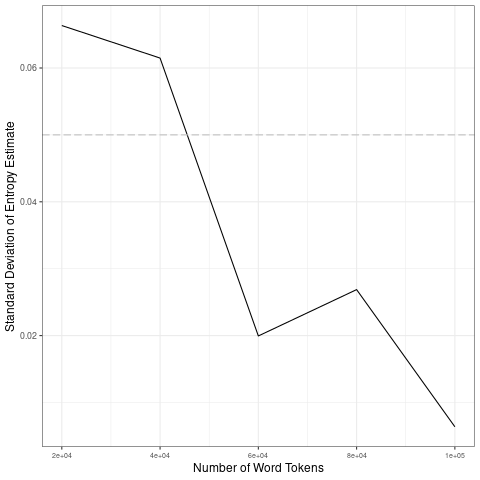 Standard Deviation of Entropy Estimate
0.06
0.04
0.02
2e+04 4e+04 6e+04 8e+04 1e+05
Number of Word Tokens